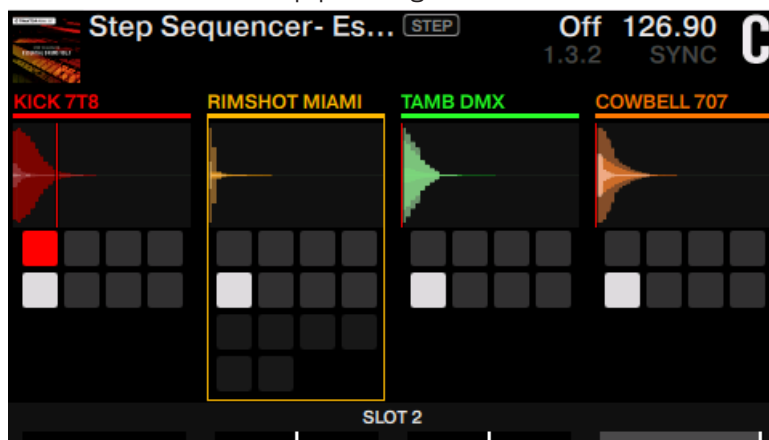 Step Sequencer- Es... STEP Off 126.90 C
1.3.2 SYNC
KICK 7T8 RIMSHOT MIAMI TAMB DMX COWBELL 707
SLOT 2